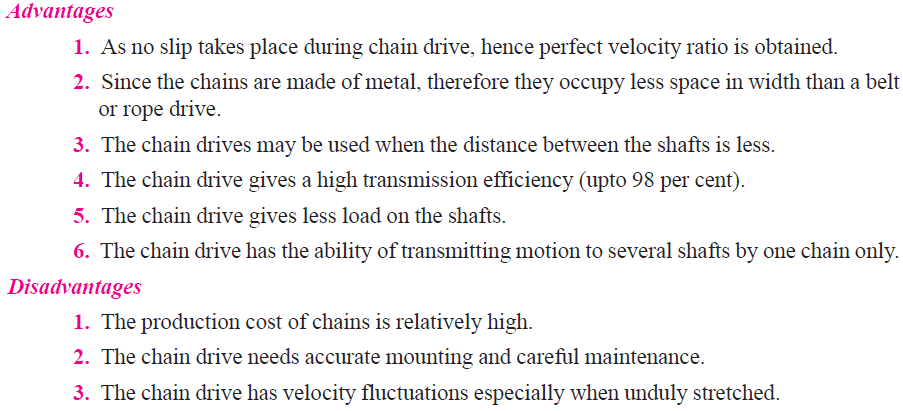 Advantages
1. As no slip takes place during chain drive, hence perfect velocity ratio is obtained.
2. Since the chains are made of metal, therefore they occupy less space in width than a belt
or rope drive.
3. The chain drives may be used when the distance between the shafts is less.
4. The chain drive gives a high transmission efficiency (upto 98 per cent).
5. The chain drive gives less load on the shafts.
6. The chain drive has the ability of transmitting motion to several shafts by one chain only.
Disadvantages
1. The production cost of chains is relatively high.
2. The chain drive needs accurate mounting and careful maintenance.
3. The chain drive has velocity fluctuations especially when unduly stretched.